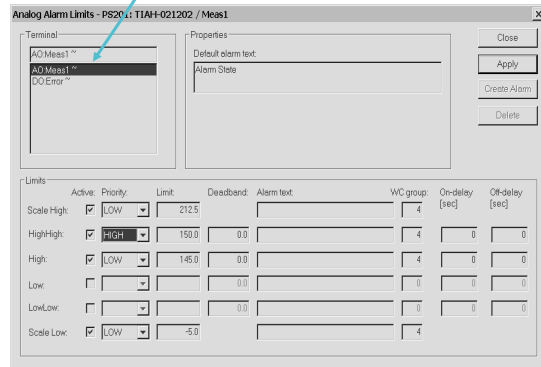 Analog Alarm Limits - PS201: TIAH-021202 / Meas1 x
Terminal
AO:Meas1 ~
AO:Meas1 ~
DO:Error ~
Properties
Default alarm text:
Alarm State
Close
Apply
Create Alarm
Delete
Limits
Active: Priority: Limit: Deadband: Alarm text: WC group: On-delay [sec] Off-delay [sec]
Scale High: LOW 212.5 4
HighHigh: HIGH 150.0 0.0 4 0 0
High: LOW 145.0 0.0 4 0 0
Low: 0.0 4 0 0
LowLow: 0.0 4 0 0
Scale Low: LOW -5.0 4